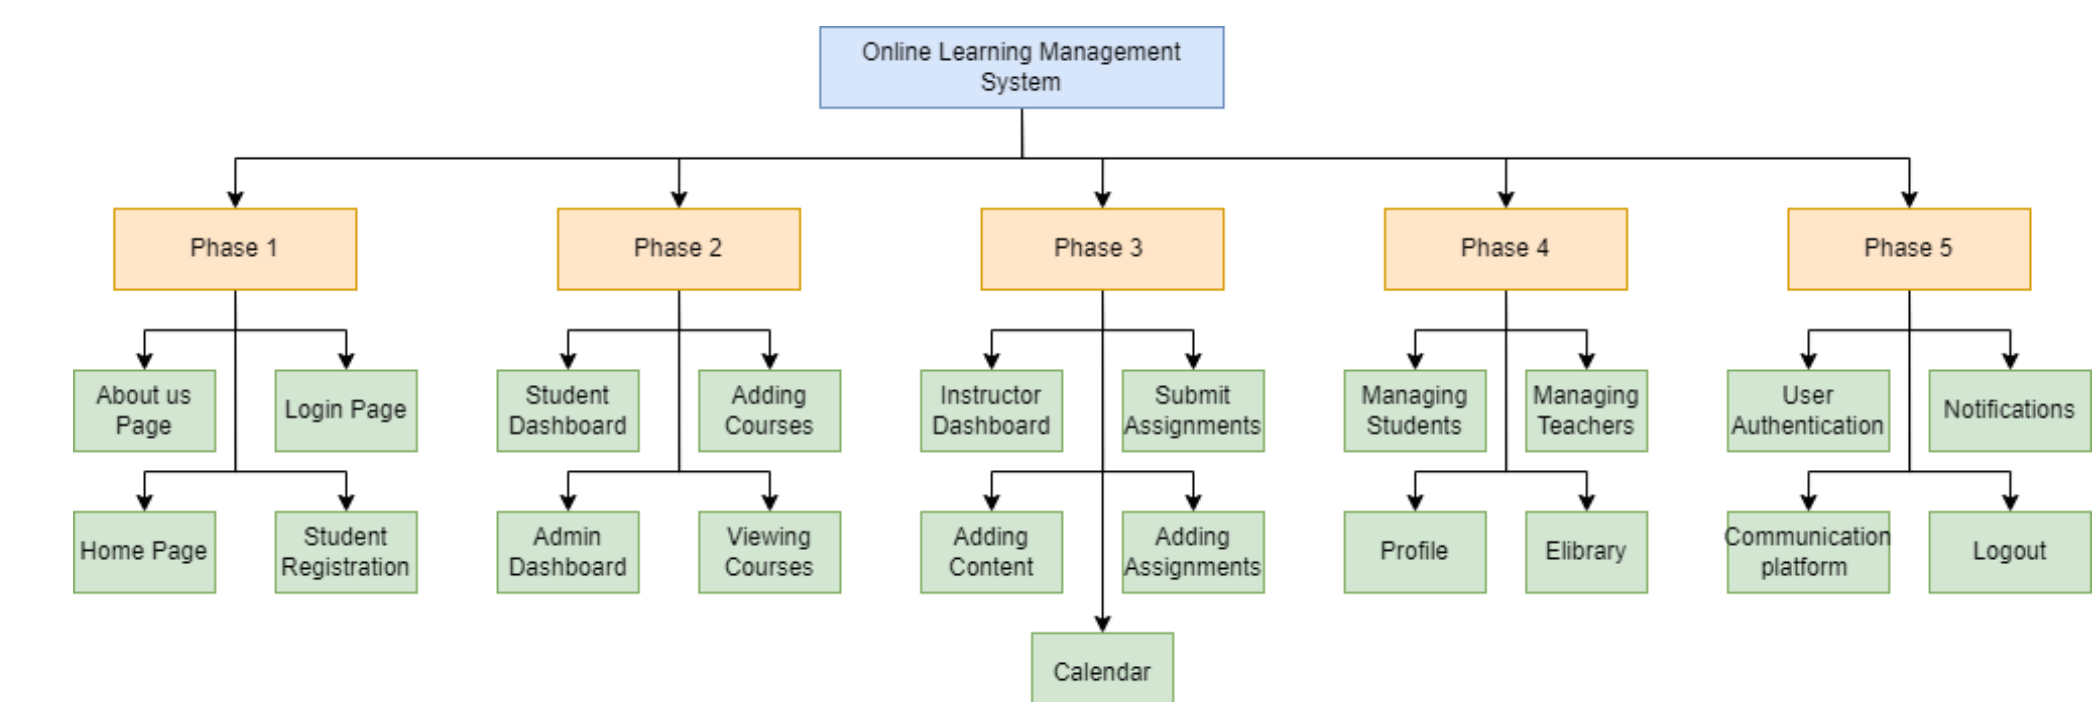 Online Learning Management
System
Phase 1
Phase 2
Phase 3
Phase 4
Phase 5
About us
Page
Login Page
Student
Dashboard
Adding
Courses
Instructor
Dashboard
Submit
Assignments
Managing
Students
Managing
Teachers
User
Authentication
Notifications
Home Page
Student
Registration
Admin
Dashboard
Viewing
Courses
Adding
Content
Adding
Assignments
Profile
Elibrary
Communication
platform
Logout
Calendar